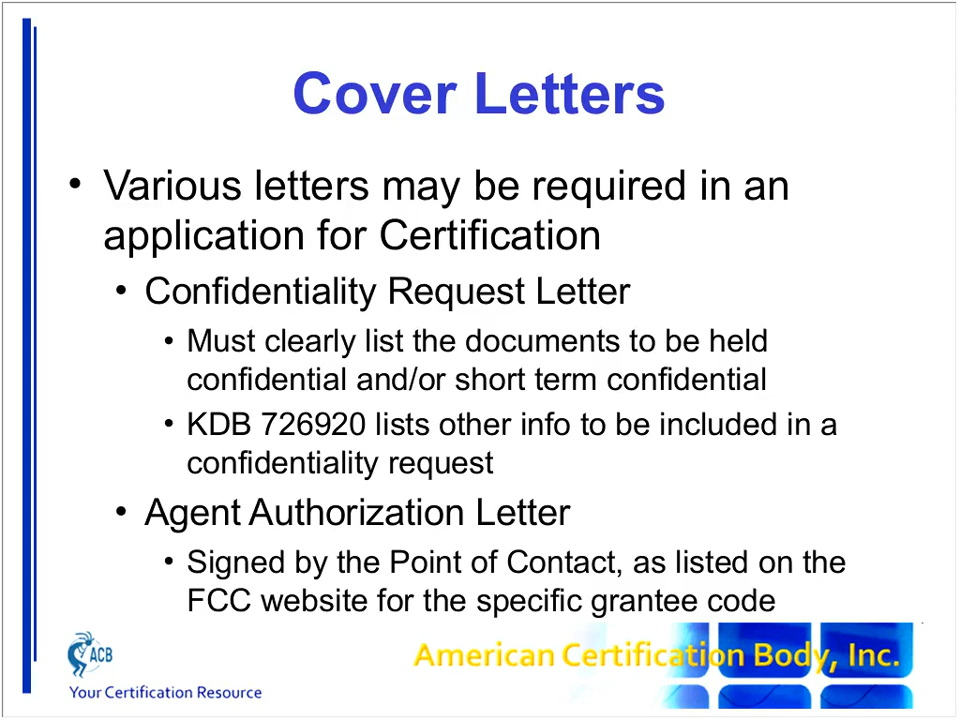 Cover Letters
• Various letters may be required in an
application for Certification
• Confidentiality Request Letter
• Must clearly list the documents to be held
confidential and/or short term confidential
• KDB 726920 lists other info to be included in a
confidentiality request
• Agent Authorization Letter
• Signed by the Point of Contact, as listed on the
FCC website for the specific grantee code
ACB
American Certification Body, Inc.
Your Certification Resource